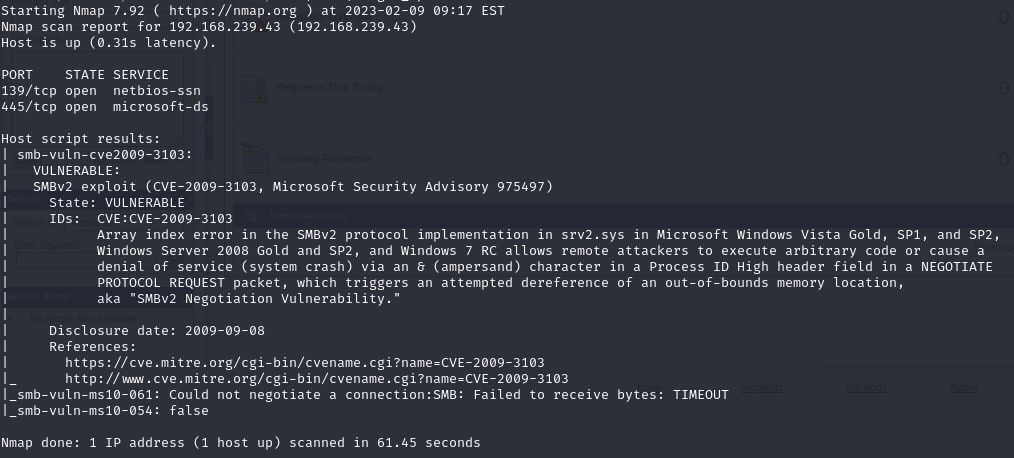 Starting Nmap 7.92 ( https://nmap.org ) at 2023-02-09 09:17 EST
Nmap scan report for 192.168.239.43 (192.168.239.43)
Host is up (0.31s latency).
PORT    STATE SERVICE
139/tcp open  netbios-ssn
445/tcp open  microsoft-ds
Requests Due Today
Host script results:
| smb-vuln-cve2009-3103:
|   VULNERABLE:
Pending Requests
|   SMBv2 exploit (CVE-2009-3103, Microsoft Security Advisory 975497)
|     State: VULNERABLE
|     IDs:  CVE:CVE-2009-3103
Announcements
|           Array index error in the SMBv2 protocol implementation in srv2.sys in Microsoft Windows Vista Gold, SP1, and SP2,
|           Windows Server 2008 Gold and SP2, and Windows 7 RC allows remote attackers to execute arbitrary code or cause a
|           denial of service (system crash) via an & (ampersand) character in a Process ID High header field in a NEGOTIATE
|           PROTOCOL REQUEST packet, which triggers an attempted dereference of an out-of-bounds memory location,
|           aka "SMBv2 Negotiation Vulnerability."
|
|     Disclosure date: 2009-09-08
|     References:
|       https://cve.mitre.org/cgi-bin/cvename.cgi?name=CVE-2009-3103
|_      http://www.cve.mitre.org/cgi-bin/cvename.cgi?name=CVE-2009-3103
Home Requests Solutions Admin
|_smb-vuln-ms10-061: Could not negotiate a connection:SMB: Failed to receive bytes: TIMEOUT
|_smb-vuln-ms10-054: false
Nmap done: 1 IP address (1 host up) scanned in 61.45 seconds